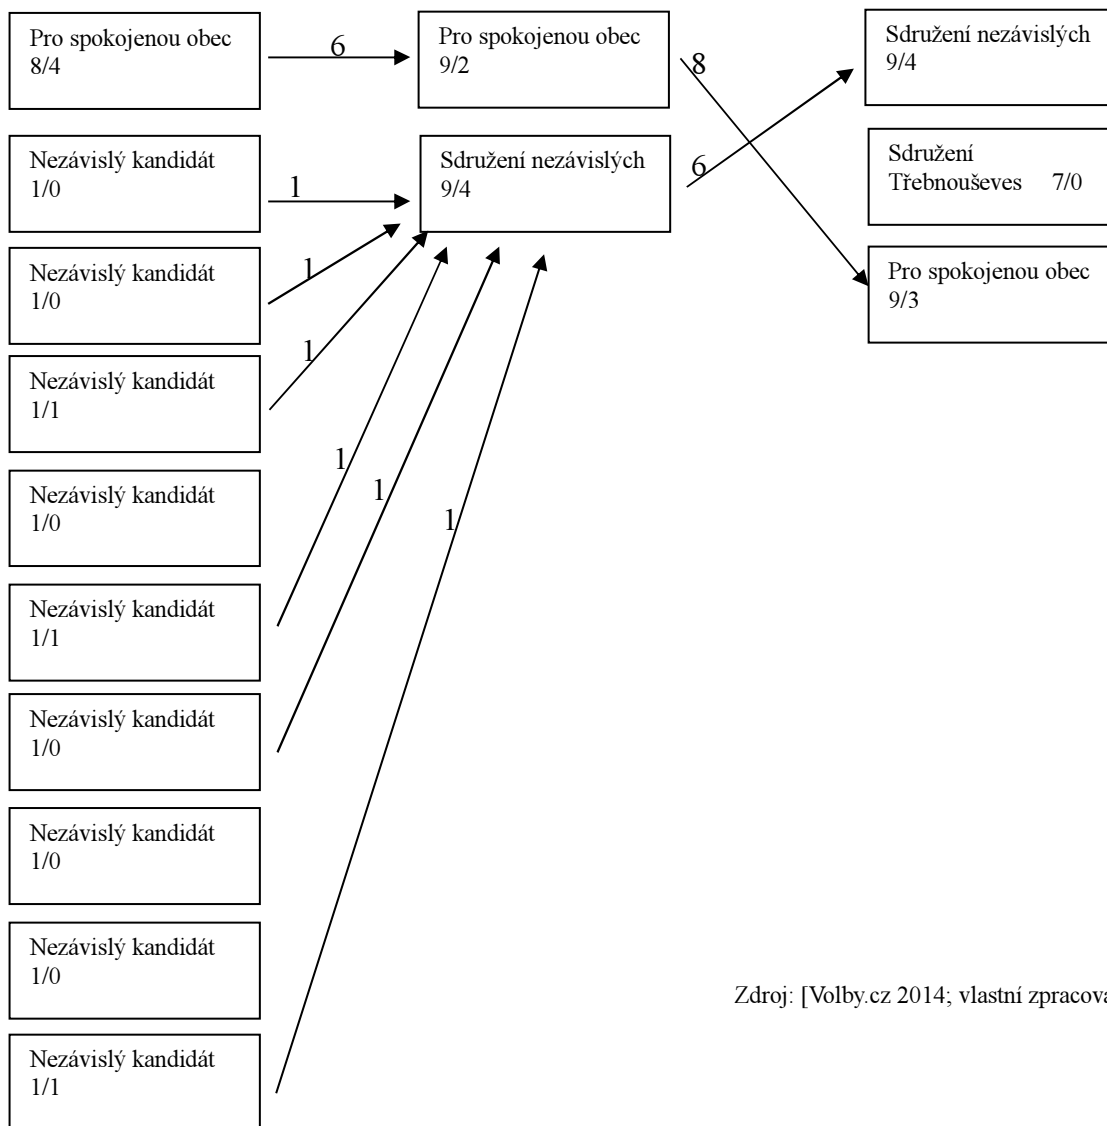 Pro spokojenou obec
8/4
6
Pro spokojenou obec
9/2
8
Sdružení nezávislých
9/4
Nezávislý kandidát
1/0
1
Sdružení nezávislých
9/4
6
Sdružení
Třebnouševes 7/0
Nezávislý kandidát
1/0
1
Pro spokojenou obec
9/3
Nezávislý kandidát
1/1
1
Nezávislý kandidát
1/0
1
1
1
Nezávislý kandidát
1/1
Nezávislý kandidát
1/0
Nezávislý kandidát
1/0
Nezávislý kandidát
1/0
Zdroj: [Volby.cz 2014; vlastní zpracova
Nezávislý kandidát
1/1